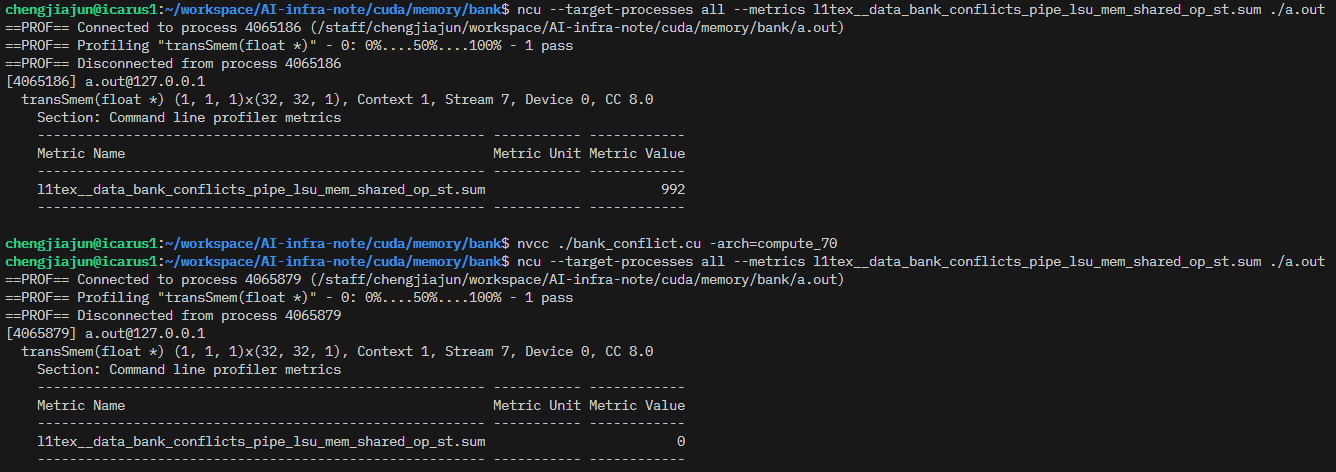 chengjiajun@icarus1:~/workspace/AI-infra-note/cuda/memory/bank$ ncu --target-processes all --metrics l1tex__data_bank_conflicts_pipe_lsu_mem_shared_op_st.sum ./a.out
==PROF== Connected to process 4065186 (/staff/chengjiajun/workspace/AI-infra-note/cuda/memory/bank/a.out)
==PROF== Profiling "transSmem(float *)" - 0: 0%....50%....100% - 1 pass
==PROF== Disconnected from process 4065186
[4065186] a.out@127.0.0.1
  transSmem(float *) (1, 1, 1)x(32, 32, 1), Context 1, Stream 7, Device 0, CC 8.0
    Section: Command line profiler metrics
    -------------------------------------------------------- ----------- ------------
    Metric Name                                              Metric Unit Metric Value
    -------------------------------------------------------- ----------- ------------
    l1tex__data_bank_conflicts_pipe_lsu_mem_shared_op_st.sum                      992
    -------------------------------------------------------- ----------- ------------
chengjiajun@icarus1:~/workspace/AI-infra-note/cuda/memory/bank$ nvcc ./bank_conflict.cu -arch=compute_70
chengjiajun@icarus1:~/workspace/AI-infra-note/cuda/memory/bank$ ncu --target-processes all --metrics l1tex__data_bank_conflicts_pipe_lsu_mem_shared_op_st.sum ./a.out
==PROF== Connected to process 4065879 (/staff/chengjiajun/workspace/AI-infra-note/cuda/memory/bank/a.out)
==PROF== Profiling "transSmem(float *)" - 0: 0%....50%....100% - 1 pass
==PROF== Disconnected from process 4065879
[4065879] a.out@127.0.0.1
  transSmem(float *) (1, 1, 1)x(32, 32, 1), Context 1, Stream 7, Device 0, CC 8.0
    Section: Command line profiler metrics
    -------------------------------------------------------- ----------- ------------
    Metric Name                                              Metric Unit Metric Value
    -------------------------------------------------------- ----------- ------------
    l1tex__data_bank_conflicts_pipe_lsu_mem_shared_op_st.sum                        0
    -------------------------------------------------------- ----------- ------------